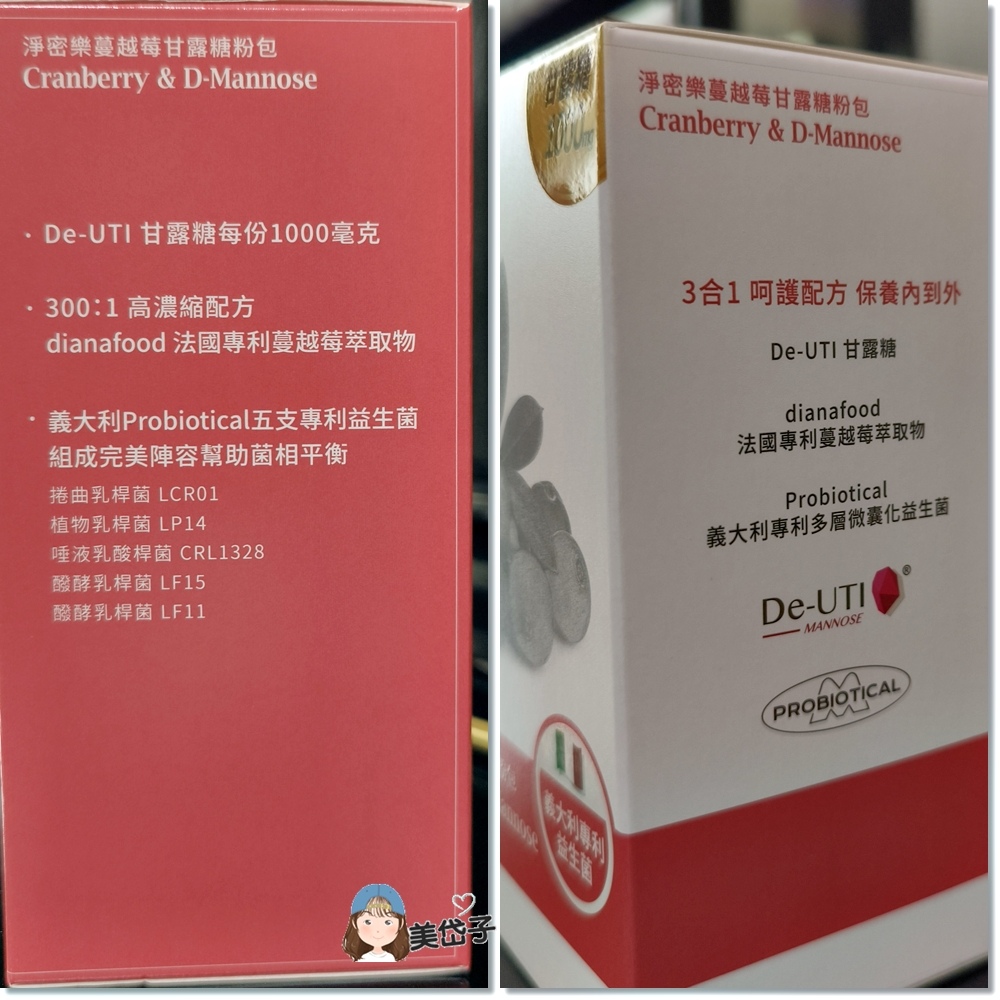 淨密樂蔓越莓甘露糖粉包
Cranberry & D-Mannose
· De-UTI 甘露糖每份1000毫克
· 300:1 高濃縮配方
dianafood 法國專利蔓越莓萃取物
· 義大利Probiotical五支專利益生菌
組成完美陣容幫助菌相平衡
捲曲乳桿菌 LCR01
植物乳桿菌 LP14
唾液乳酸桿菌 CRL1328
醱酵乳桿菌 LF15
醱酵乳桿菌 LF11
美岱子
甘露糖
1000mg
淨密樂蔓越莓甘露糖粉包
Cranberry & D-Mannose
3合1 呵護配方 保養內到外
De-UTI 甘露糖
dianafood
法國專利蔓越莓萃取物
Probiotical
義大利專利多層微囊化益生菌
De-UTI®
MANNOSE
PROBIOTICAL
義大利專利
益生菌